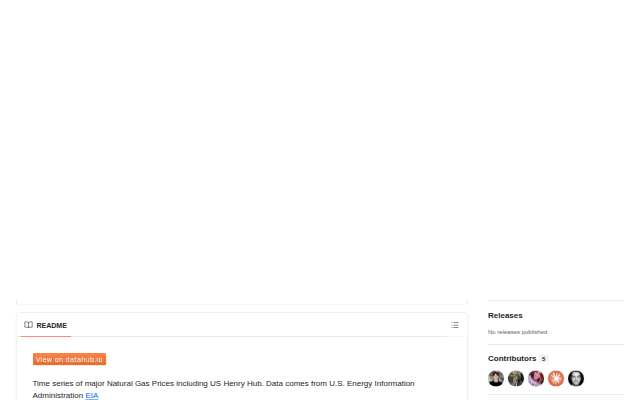 README
View on datahub.io
Time series of major Natural Gas Prices including US Henry Hub. Data comes from U.S. Energy Information
Administration EIA
Releases
No releases published
Contributors 5